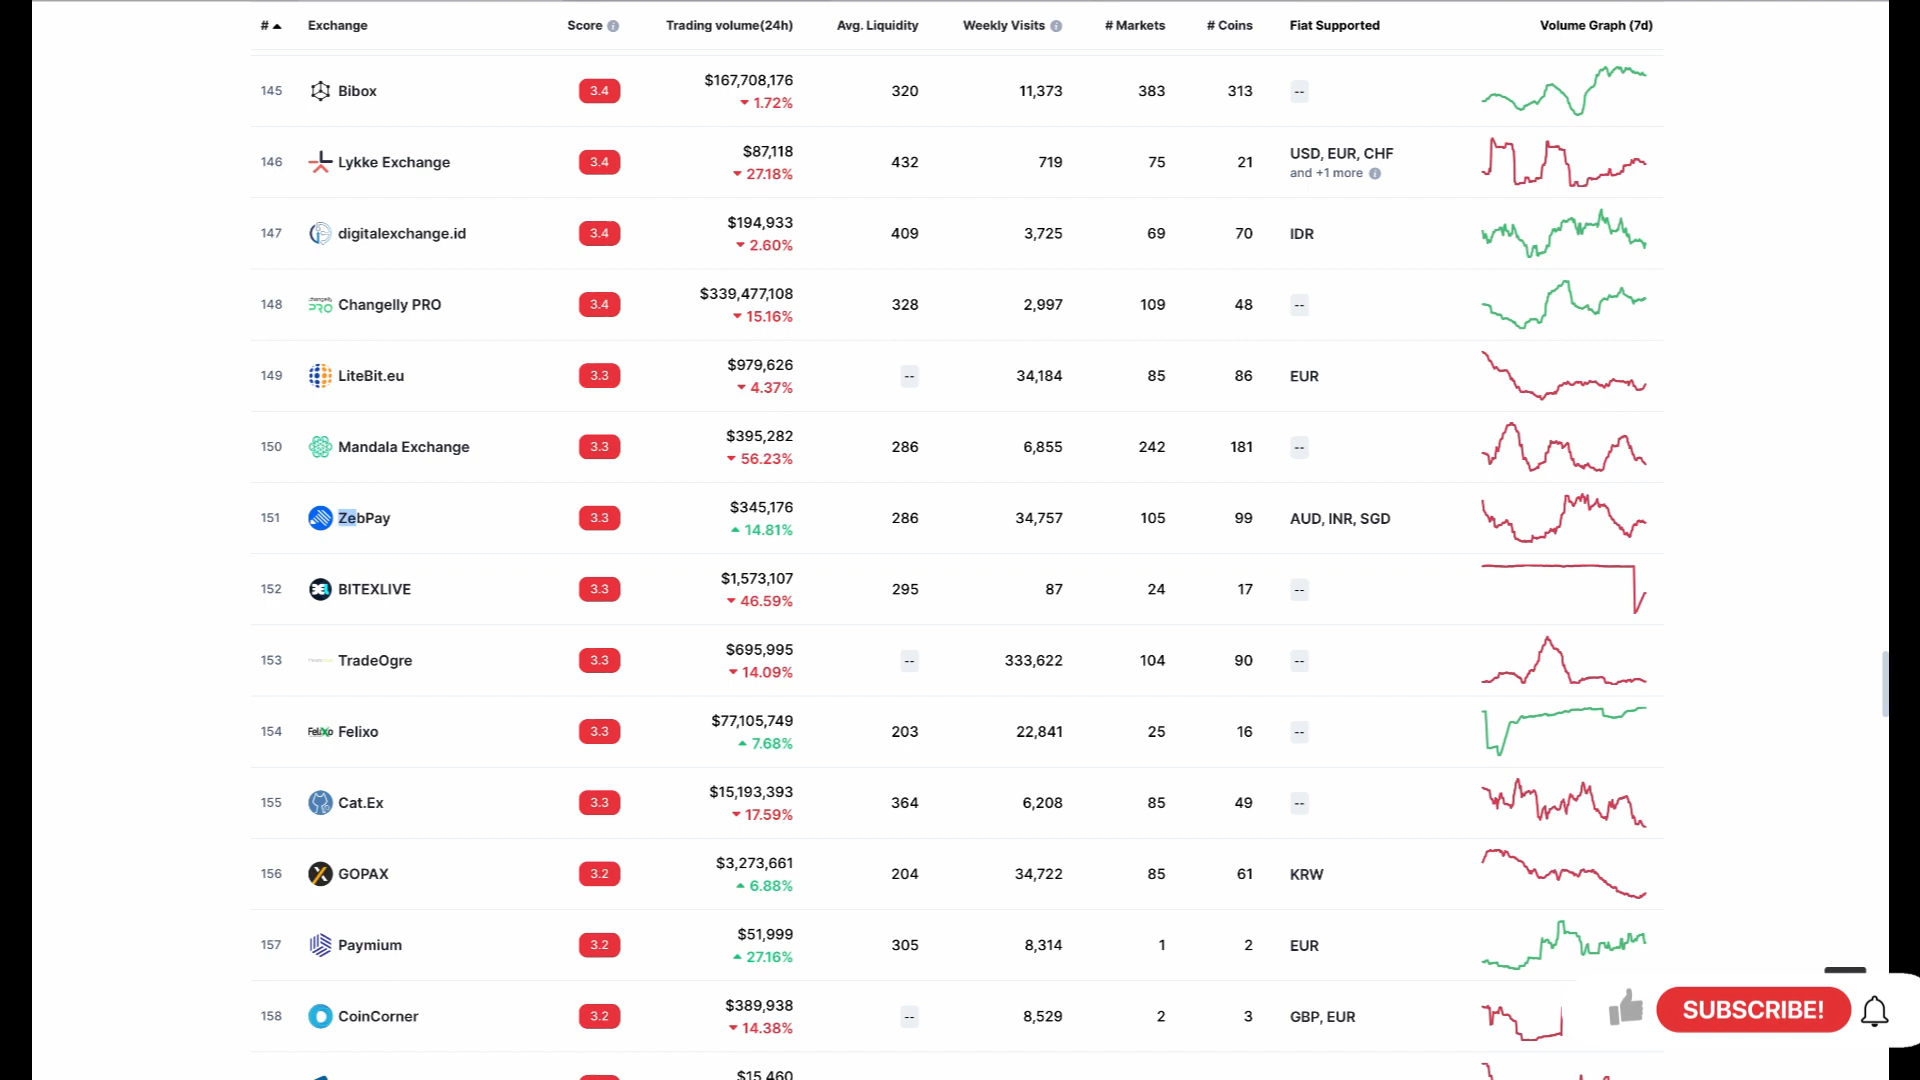 # Exchange Score Trading volume(24h) Avg. Liquidity Weekly Visits # Markets # Coins Fiat Supported Volume Graph (7d)
145 Bibox 3.4 $167,708,176 320 11,373 383 313 --
1.72%
146 Lykke Exchange 3.4 $87,118 432 719 75 21 USD, EUR, CHF
27.18% and +1 more
147 digitalexchange.id 3.4 $194,933 409 3,725 69 70 IDR
2.60%
148 changelly PRO Changelly PRO 3.4 $339,477,108 328 2,997 109 48 --
15.16%
149 LiteBit.eu 3.3 $979,626 -- 34,184 85 86 EUR
4.37%
150 Mandala Exchange 3.3 $395,282 286 6,855 242 181 --
56.23%
151 ZebPay 3.3 $345,176 286 34,757 105 99 AUD, INR, SGD
14.81%
152 BITEXLIVE 3.3 $1,573,107 295 87 24 17 --
46.59%
153 TradeOgre 3.3 $695,995 -- 333,622 104 90 --
14.09%
154 Felixo Felixo 3.3 $77,105,749 203 22,841 25 16 --
7.68%
155 Cat.Ex 3.3 $15,193,393 364 6,208 85 49 --
17.59%
156 GOPAX 3.2 $3,273,661 204 34,722 85 61 KRW
6.88%
157 Paymium 3.2 $51,999 305 8,314 1 2 EUR
27.16%
158 CoinCorner 3.2 $389,938 -- 8,529 2 3 GBP, EUR
14.38%
SUBSCRIBE!
$15,460